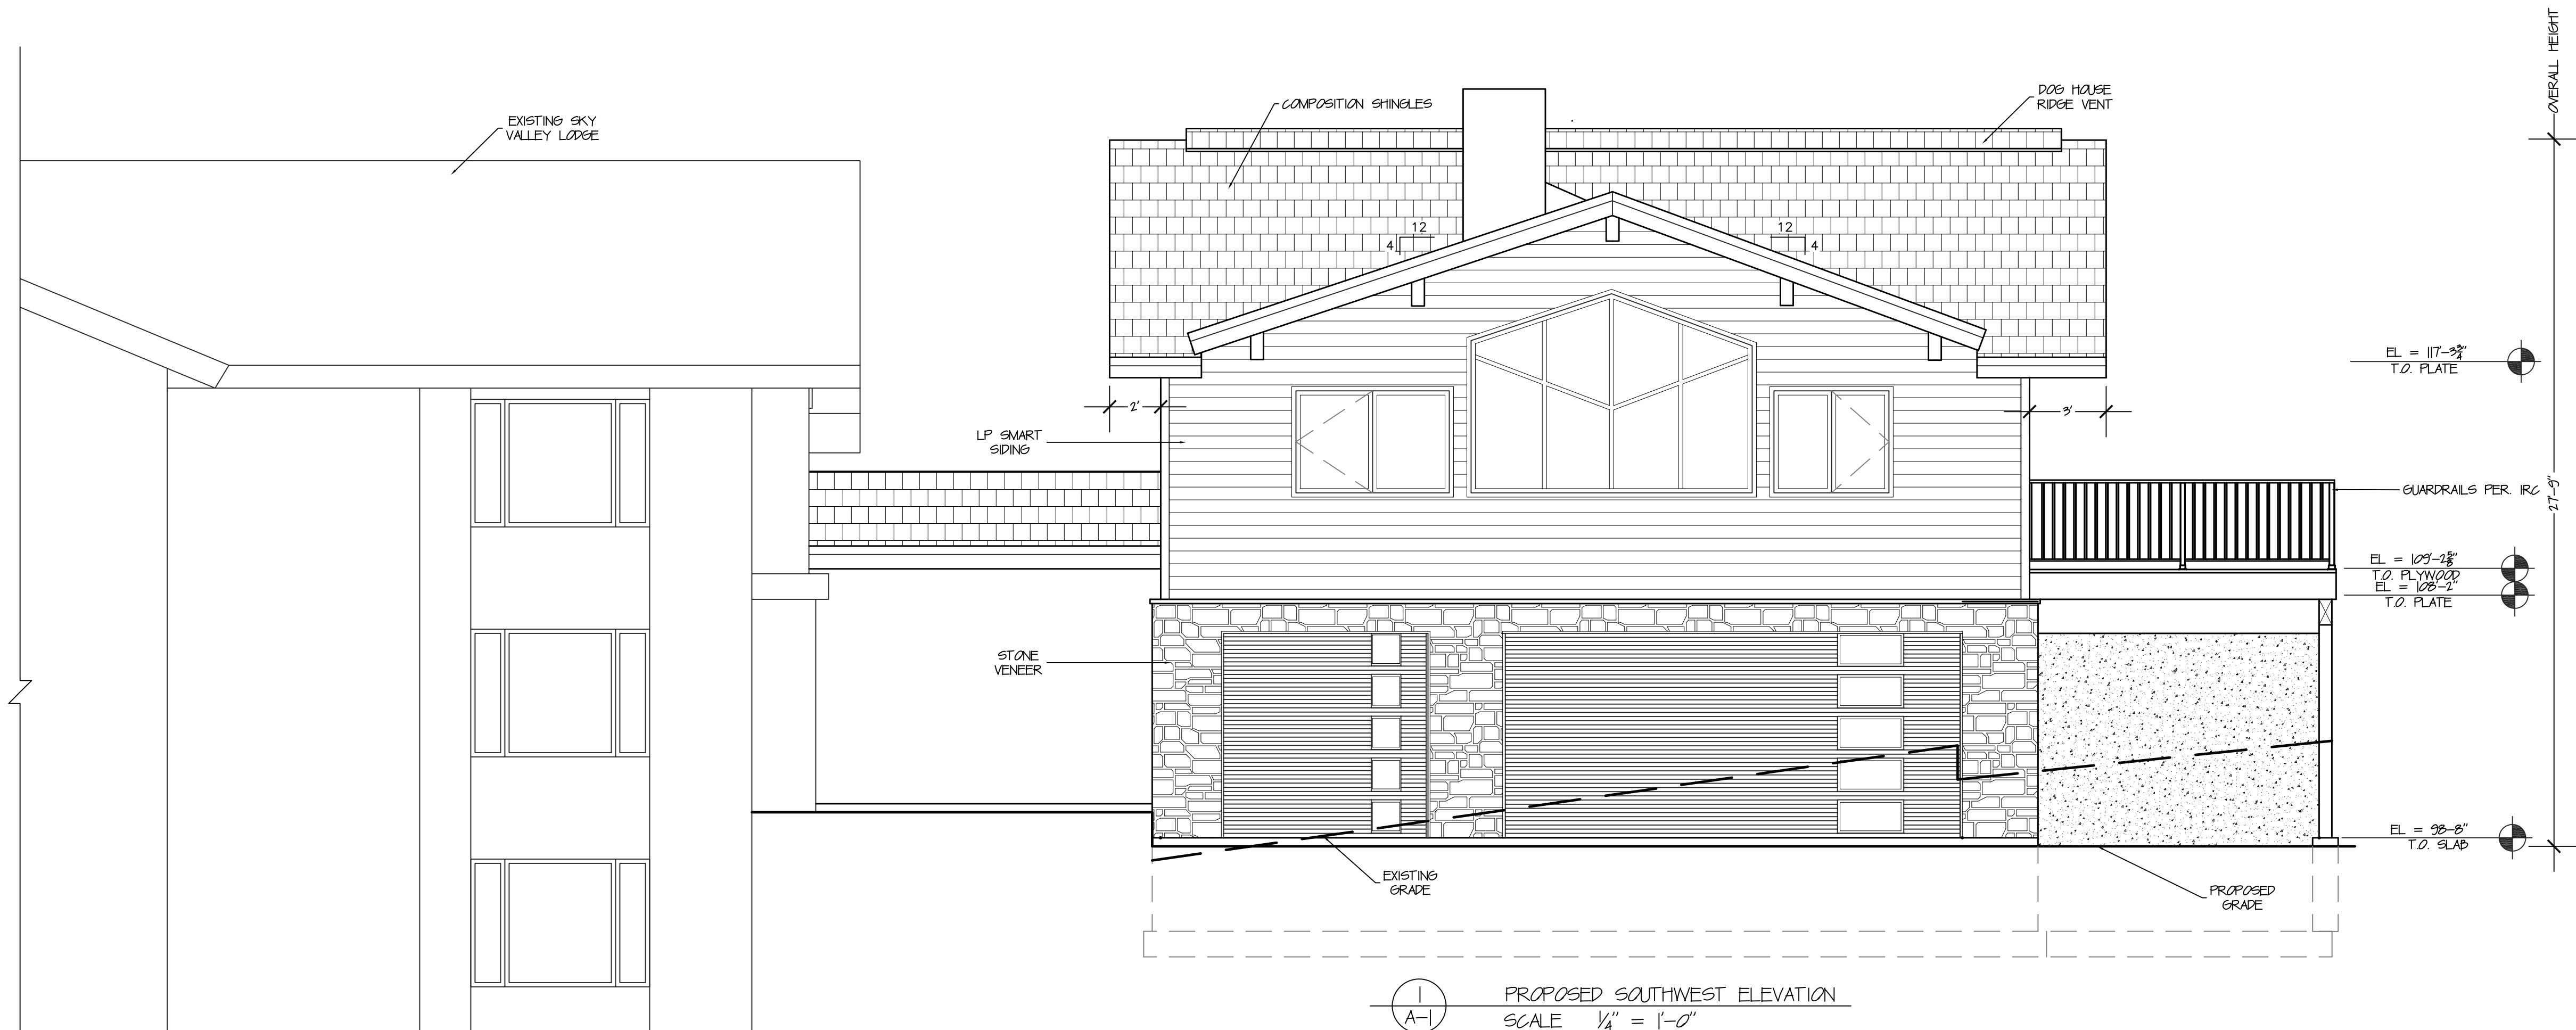 OVERALL HEIGHT
27'-9"
EXISTING SKY
VALLEY LODGE
COMPOSITION SHINGLES
DOG HOUSE
RIDGE VENT
12
4
12
4
EL = 117'-3¾"
T.O. PLATE
2'
3'
LP SMART
SIDING
GUARDRAILS PER. IRC
EL = 109'-2⅝"
T.O. PLYWOOD
EL = 108'-2"
T.O. PLATE
STONE
VENEER
EL = 98-8"
T.O. SLAB
EXISTING
GRADE
PROPOSED
GRADE
1
A-1
PROPOSED SOUTHWEST ELEVATION
SCALE ¼" = 1'-0"